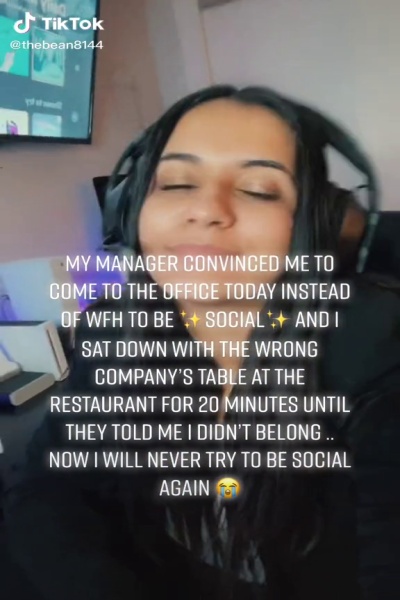 TikTok
@thebean8144
MY MANAGER CONVINCED ME TO
COME TO THE OFFICE TODAY INSTEAD
OF WFH TO BE ✨SOCIAL✨ AND I
SAT DOWN WITH THE WRONG
COMPANY'S TABLE AT THE
RESTAURANT FOR 20 MINUTES UNTIL
THEY TOLD ME I DIDN'T BELONG ..
NOW I WILL NEVER TRY TO BE SOCIAL
AGAIN 😭